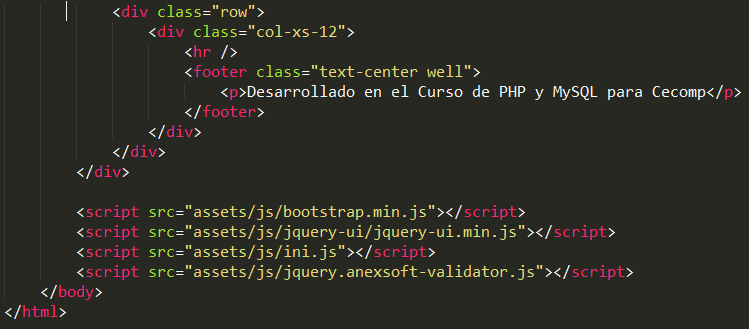 <div class="row">
<div class="col-xs-12">
<hr />
<footer class="text-center well">
<p>Desarrollado en el Curso de PHP y MySQL para Cecomp</p>
</footer>
</div>
</div>
</div>
<script src="assets/js/bootstrap.min.js"></script>
<script src="assets/js/jquery-ui/jquery-ui.min.js"></script>
<script src="assets/js/ini.js"></script>
<script src="assets/js/jquery.anexsoft-validator.js"></script>
</body>
</html>